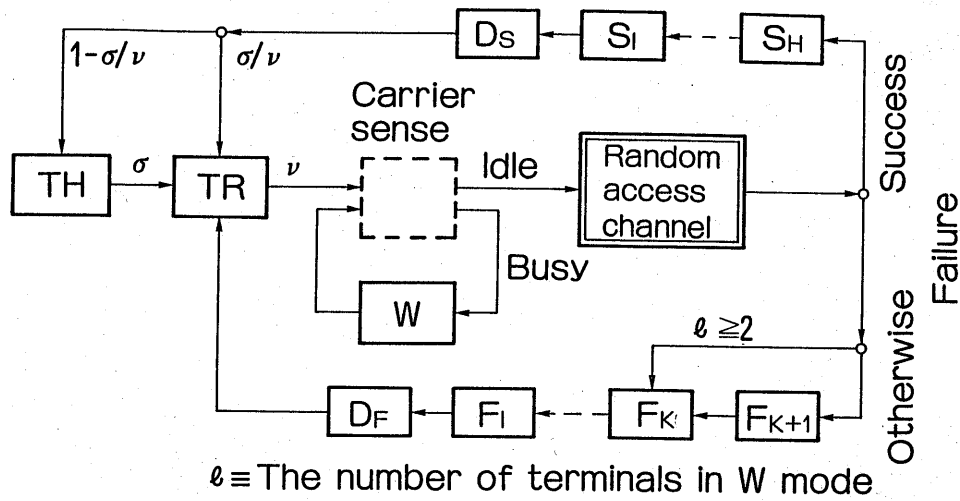 DS
SI
SH
1-σ/ν
σ/ν
Carrier
sense
Success
TH
σ
TR
ν
Idle
Random
access
channel
Busy
W
Failure
ℓ ≧2
Otherwise
DF
FI
FK
FK+1
ℓ ≡ The number of terminals in W mode